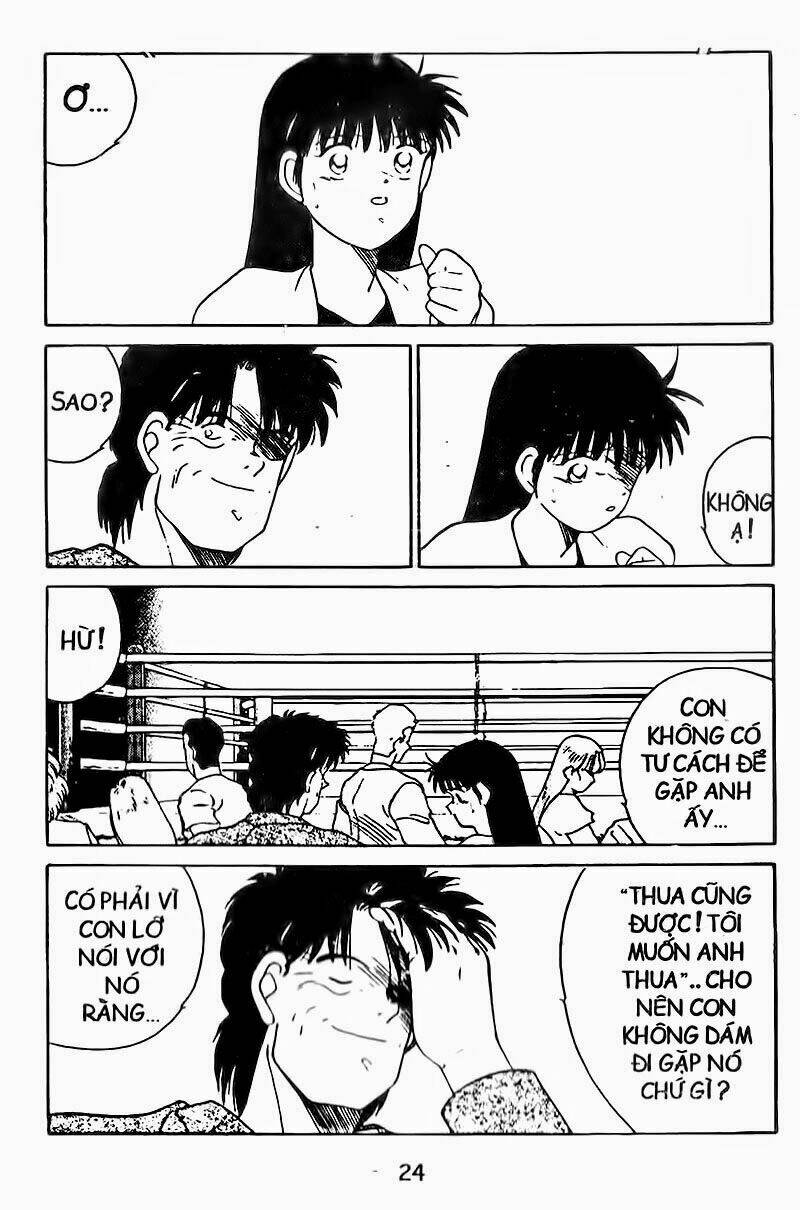 Ơ...
SAO?
KHÔNG
Ạ!
HỪ!
CON
KHÔNG CÓ
TƯ CÁCH ĐỂ
GẶP ANH
ẤY...
CÓ PHẢI VÌ
CON LỠ
NÓI VỚI
NÓ
RẰNG...
"THUA CŨNG
ĐƯỢC! TÔI
MUỐN ANH
THUA".. CHO
NÊN CON
KHÔNG DÁM
ĐI GẶP NÓ
CHỨ GÌ?
24